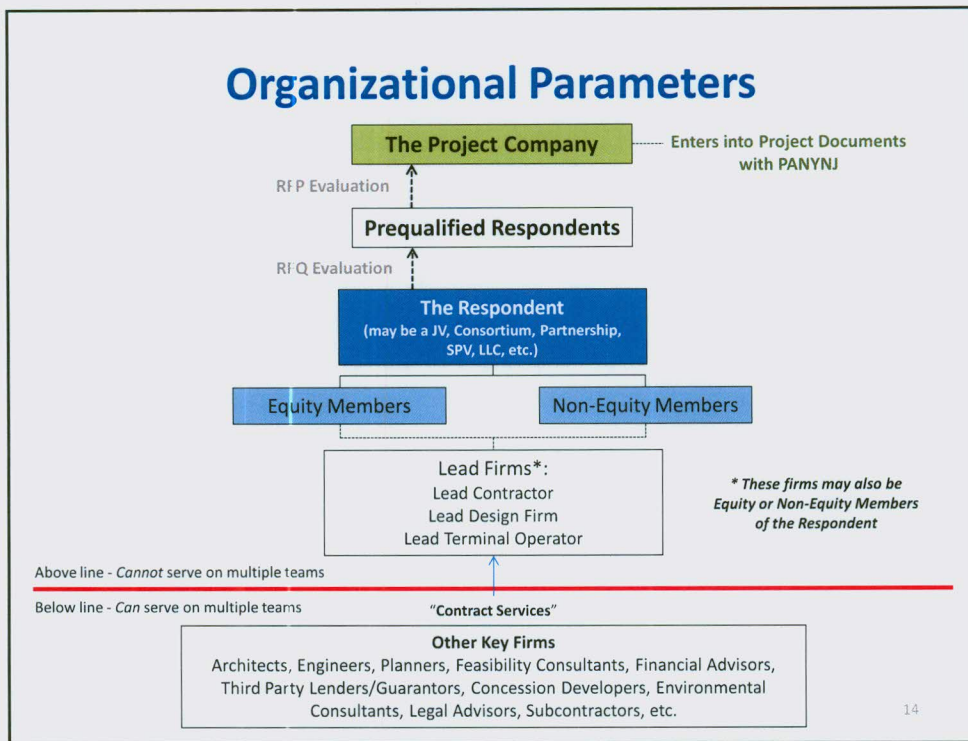 Organizational Parameters
The Project Company
Enters into Project Documents
with PANYNJ
RFP Evaluation
Prequalified Respondents
RFQ Evaluation
The Respondent
(may be a JV, Consortium, Partnership,
SPV, LLC, etc.)
Equity Members
Non-Equity Members
Lead Firms*:
Lead Contractor
Lead Design Firm
Lead Terminal Operator
* These firms may also be
Equity or Non-Equity Members
of the Respondent
Above line - Cannot serve on multiple teams
Below line - Can serve on multiple teams
"Contract Services"
Other Key Firms
Architects, Engineers, Planners, Feasibility Consultants, Financial Advisors,
Third Party Lenders/Guarantors, Concession Developers, Environmental
Consultants, Legal Advisors, Subcontractors, etc.
14